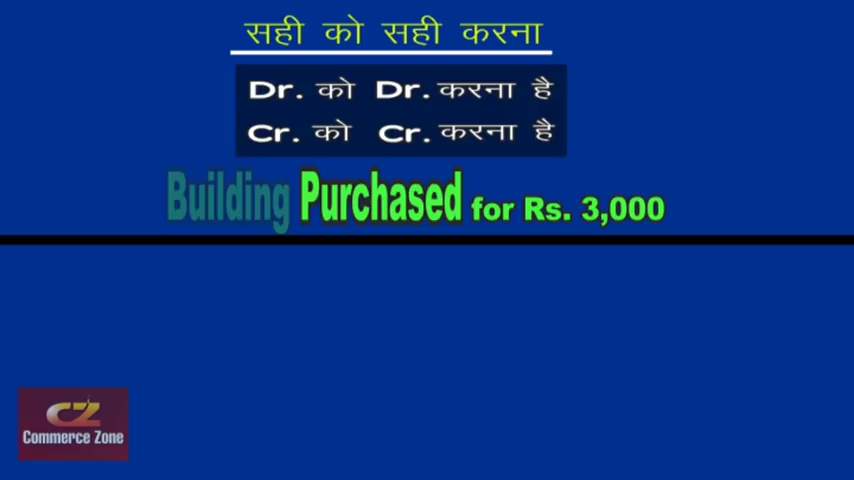 सही को सही करना
Dr. को Dr. करना है
Cr. को Cr. करना है
Building Purchased for Rs. 3,000
CZ
Commerce Zone